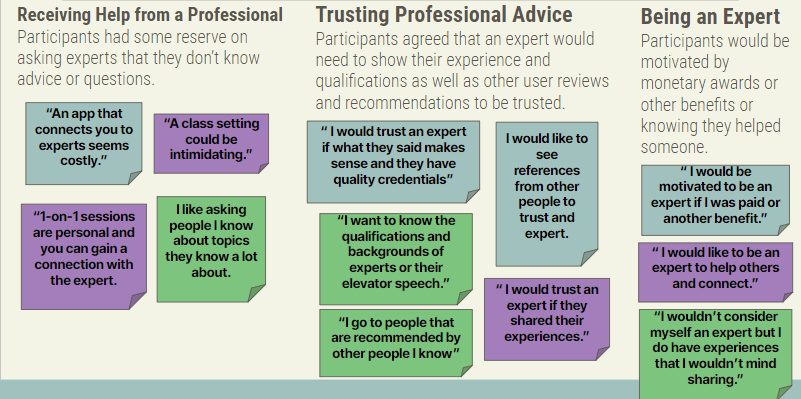 Receiving Help from a Professional
Participants had some reserve on
asking experts that they don't know
advice or questions.
"An app that
connects you to
experts seems
costly."
"A class setting
could be
intimidating."
"1-on-1 sessions
are personal and
you can gain a
connection with
the expert.
I like asking
people I know
about topics
they know a lot
about.
Trusting Professional Advice
Participants agreed that an expert would
need to show their experience and
qualifications as well as other user reviews
and recommendations to be trusted.
" I would trust an expert
if what they said makes
sense and they have
quality credentials"
I would like to
see
references
from other
people to
trust and
expert.
"I want to know the
qualifications and
backgrounds of
experts or their
elevator speech."
" I would trust an
expert if they
shared their
experiences."
"I go to people that
are recommended by
other people I know"
Being an Expert
Participants would be
motivated by
monetary awards or
other benefits or
knowing they helped
someone.
" I would be
motivated to be an
expert if I was paid or
another benefit."
" I would like to be an
expert to help others
and connect."
"I wouldn't consider
myself an expert but I
do have experiences
that I wouldn't mind
sharing."